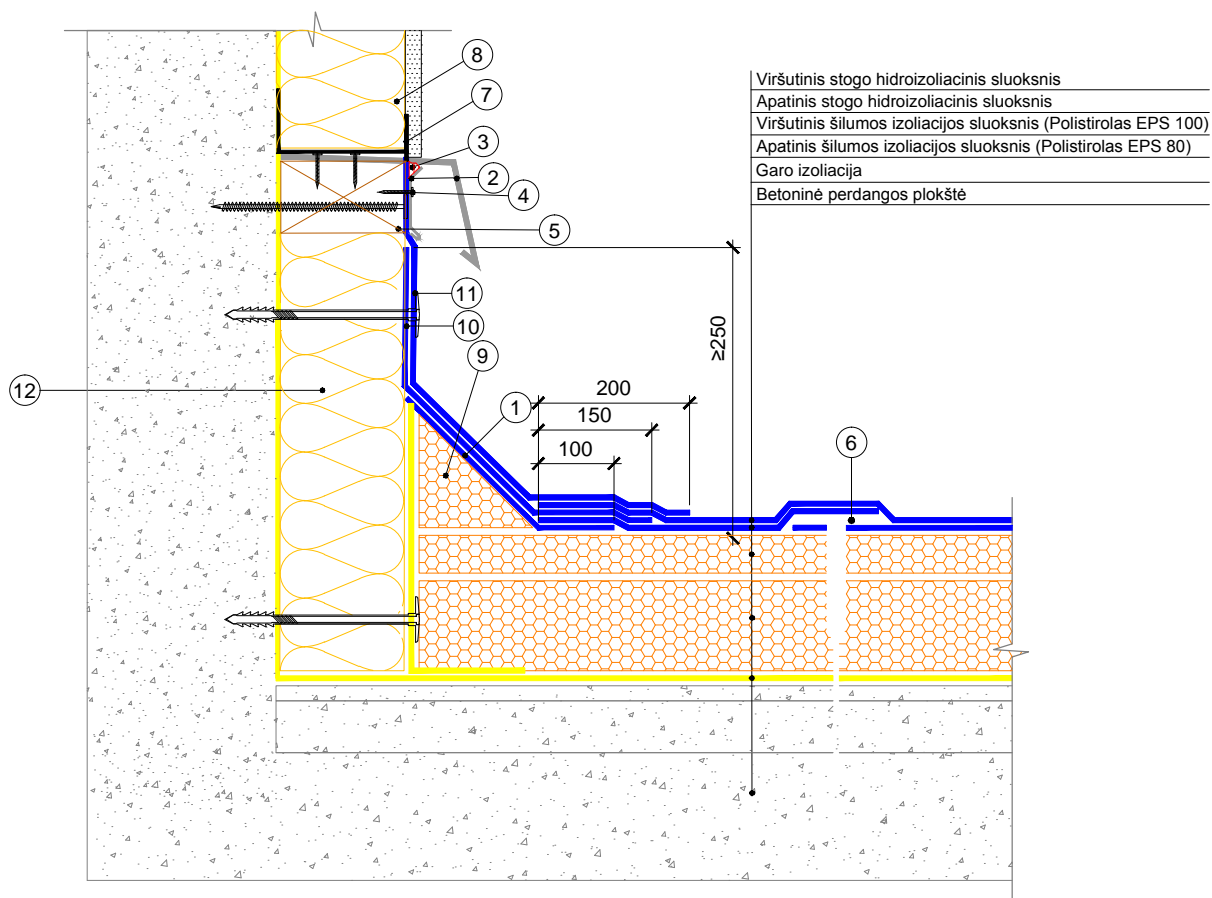 Viršutinis stogo hidroizoliacinis sluoksnis
Apatinis stogo hidroizoliacinis sluoksnis
Viršutinis šilumos izoliacijos sluoksnis (Polistirolas EPS 100)
Apatinis šilumos izoliacijos sluoksnis (Polistirolas EPS 80)
Garo izoliacija
Betoninė perdangos plokštė
8
7
3
2
4
5
11
10
9
12
1
≥250
200
150
100
6